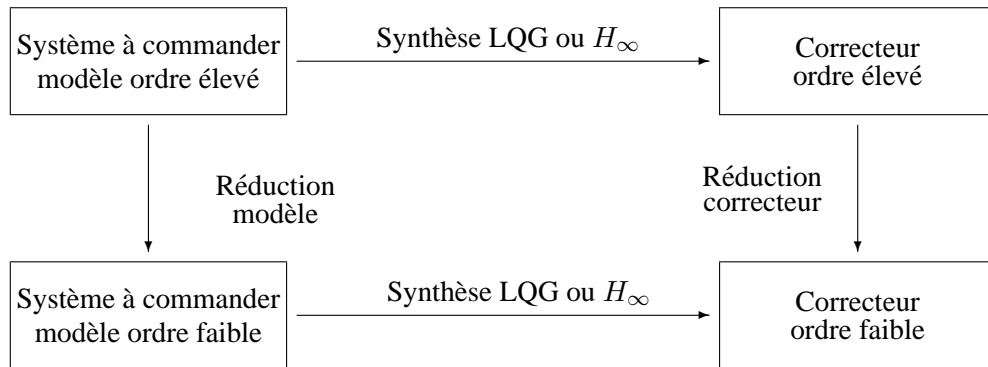 Système à commander
modèle ordre élevé
Synthèse LQG ou H∞
Correcteur
ordre élevé
Réduction
modèle
Réduction
correcteur
Système à commander
modèle ordre faible
Synthèse LQG ou H∞
Correcteur
ordre faible